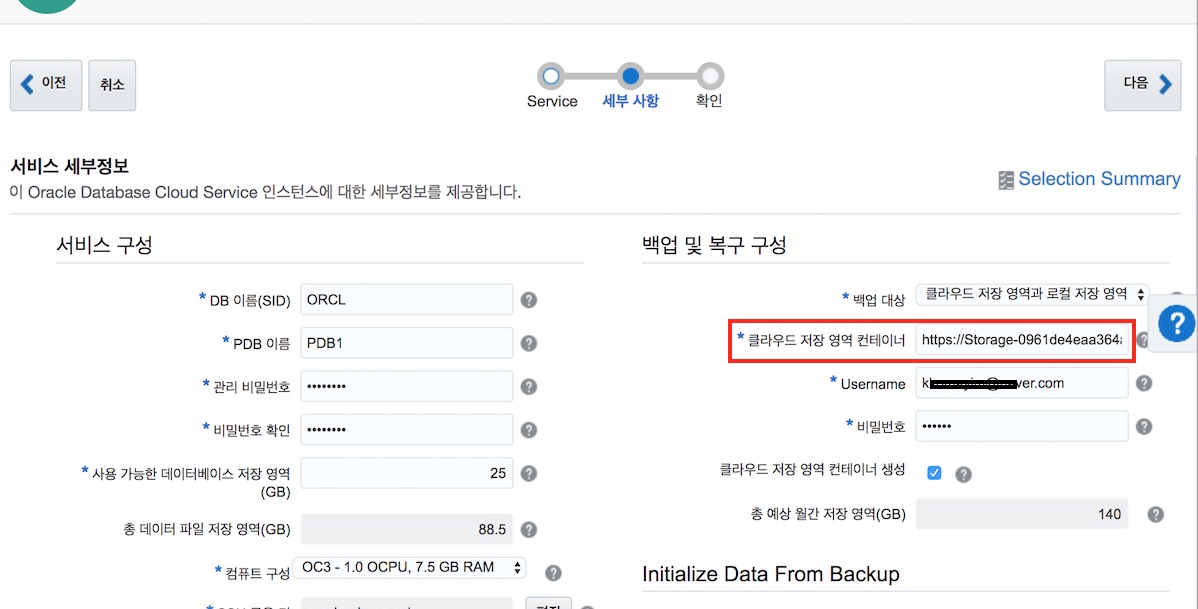 이전
취소
Service
세부 사항
확인
다음
서비스 세부정보
이 Oracle Database Cloud Service 인스턴스에 대한 세부정보를 제공합니다.
Selection Summary
서비스 구성
* DB 이름(SID) ORCL
* PDB 이름 PDB1
* 관리 비밀번호 ••••••••
* 비밀번호 확인 ••••••••
* 사용 가능한 데이터베이스 저장 영역 25
(GB)
총 데이터 파일 저장 영역(GB) 88.5
* 컴퓨트 구성 OC3 - 1.0 OCPU, 7.5 GB RAM
편집
백업 및 복구 구성
* 백업 대상 클라우드 저장 영역과 로컬 저장 영역
* 클라우드 저장 영역 컨테이너 https://Storage-0961de4eaa364
* Username ver.com
* 비밀번호 ••••••
클라우드 저장 영역 컨테이너 생성
총 예상 월간 저장 영역(GB) 140
Initialize Data From Backup